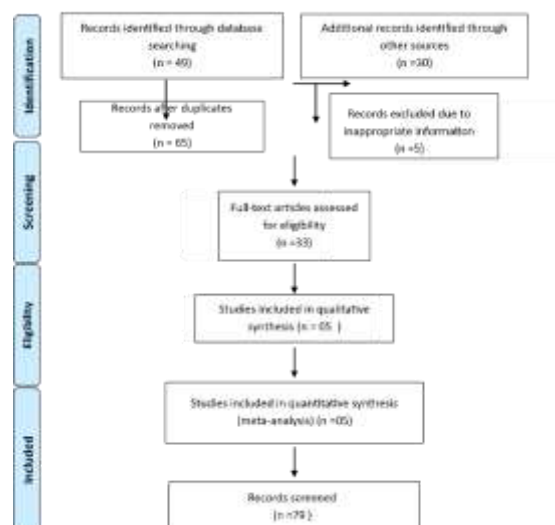 Identification
Records identified through database
searching
(n = 49)
Additional records identified through
other sources
(n =30)
Records after duplicates
removed
(n = 65)
Records excluded due to
inappropriate information
(n =5)
Screening
Full-text articles assessed
for eligibility
(n =33)
Eligibility
Studies included in qualitative
synthesis (n = 05 )
Included
Studies included in quantitative synthesis
(meta-analysis) (n =05)
Records screened
(n =79 )